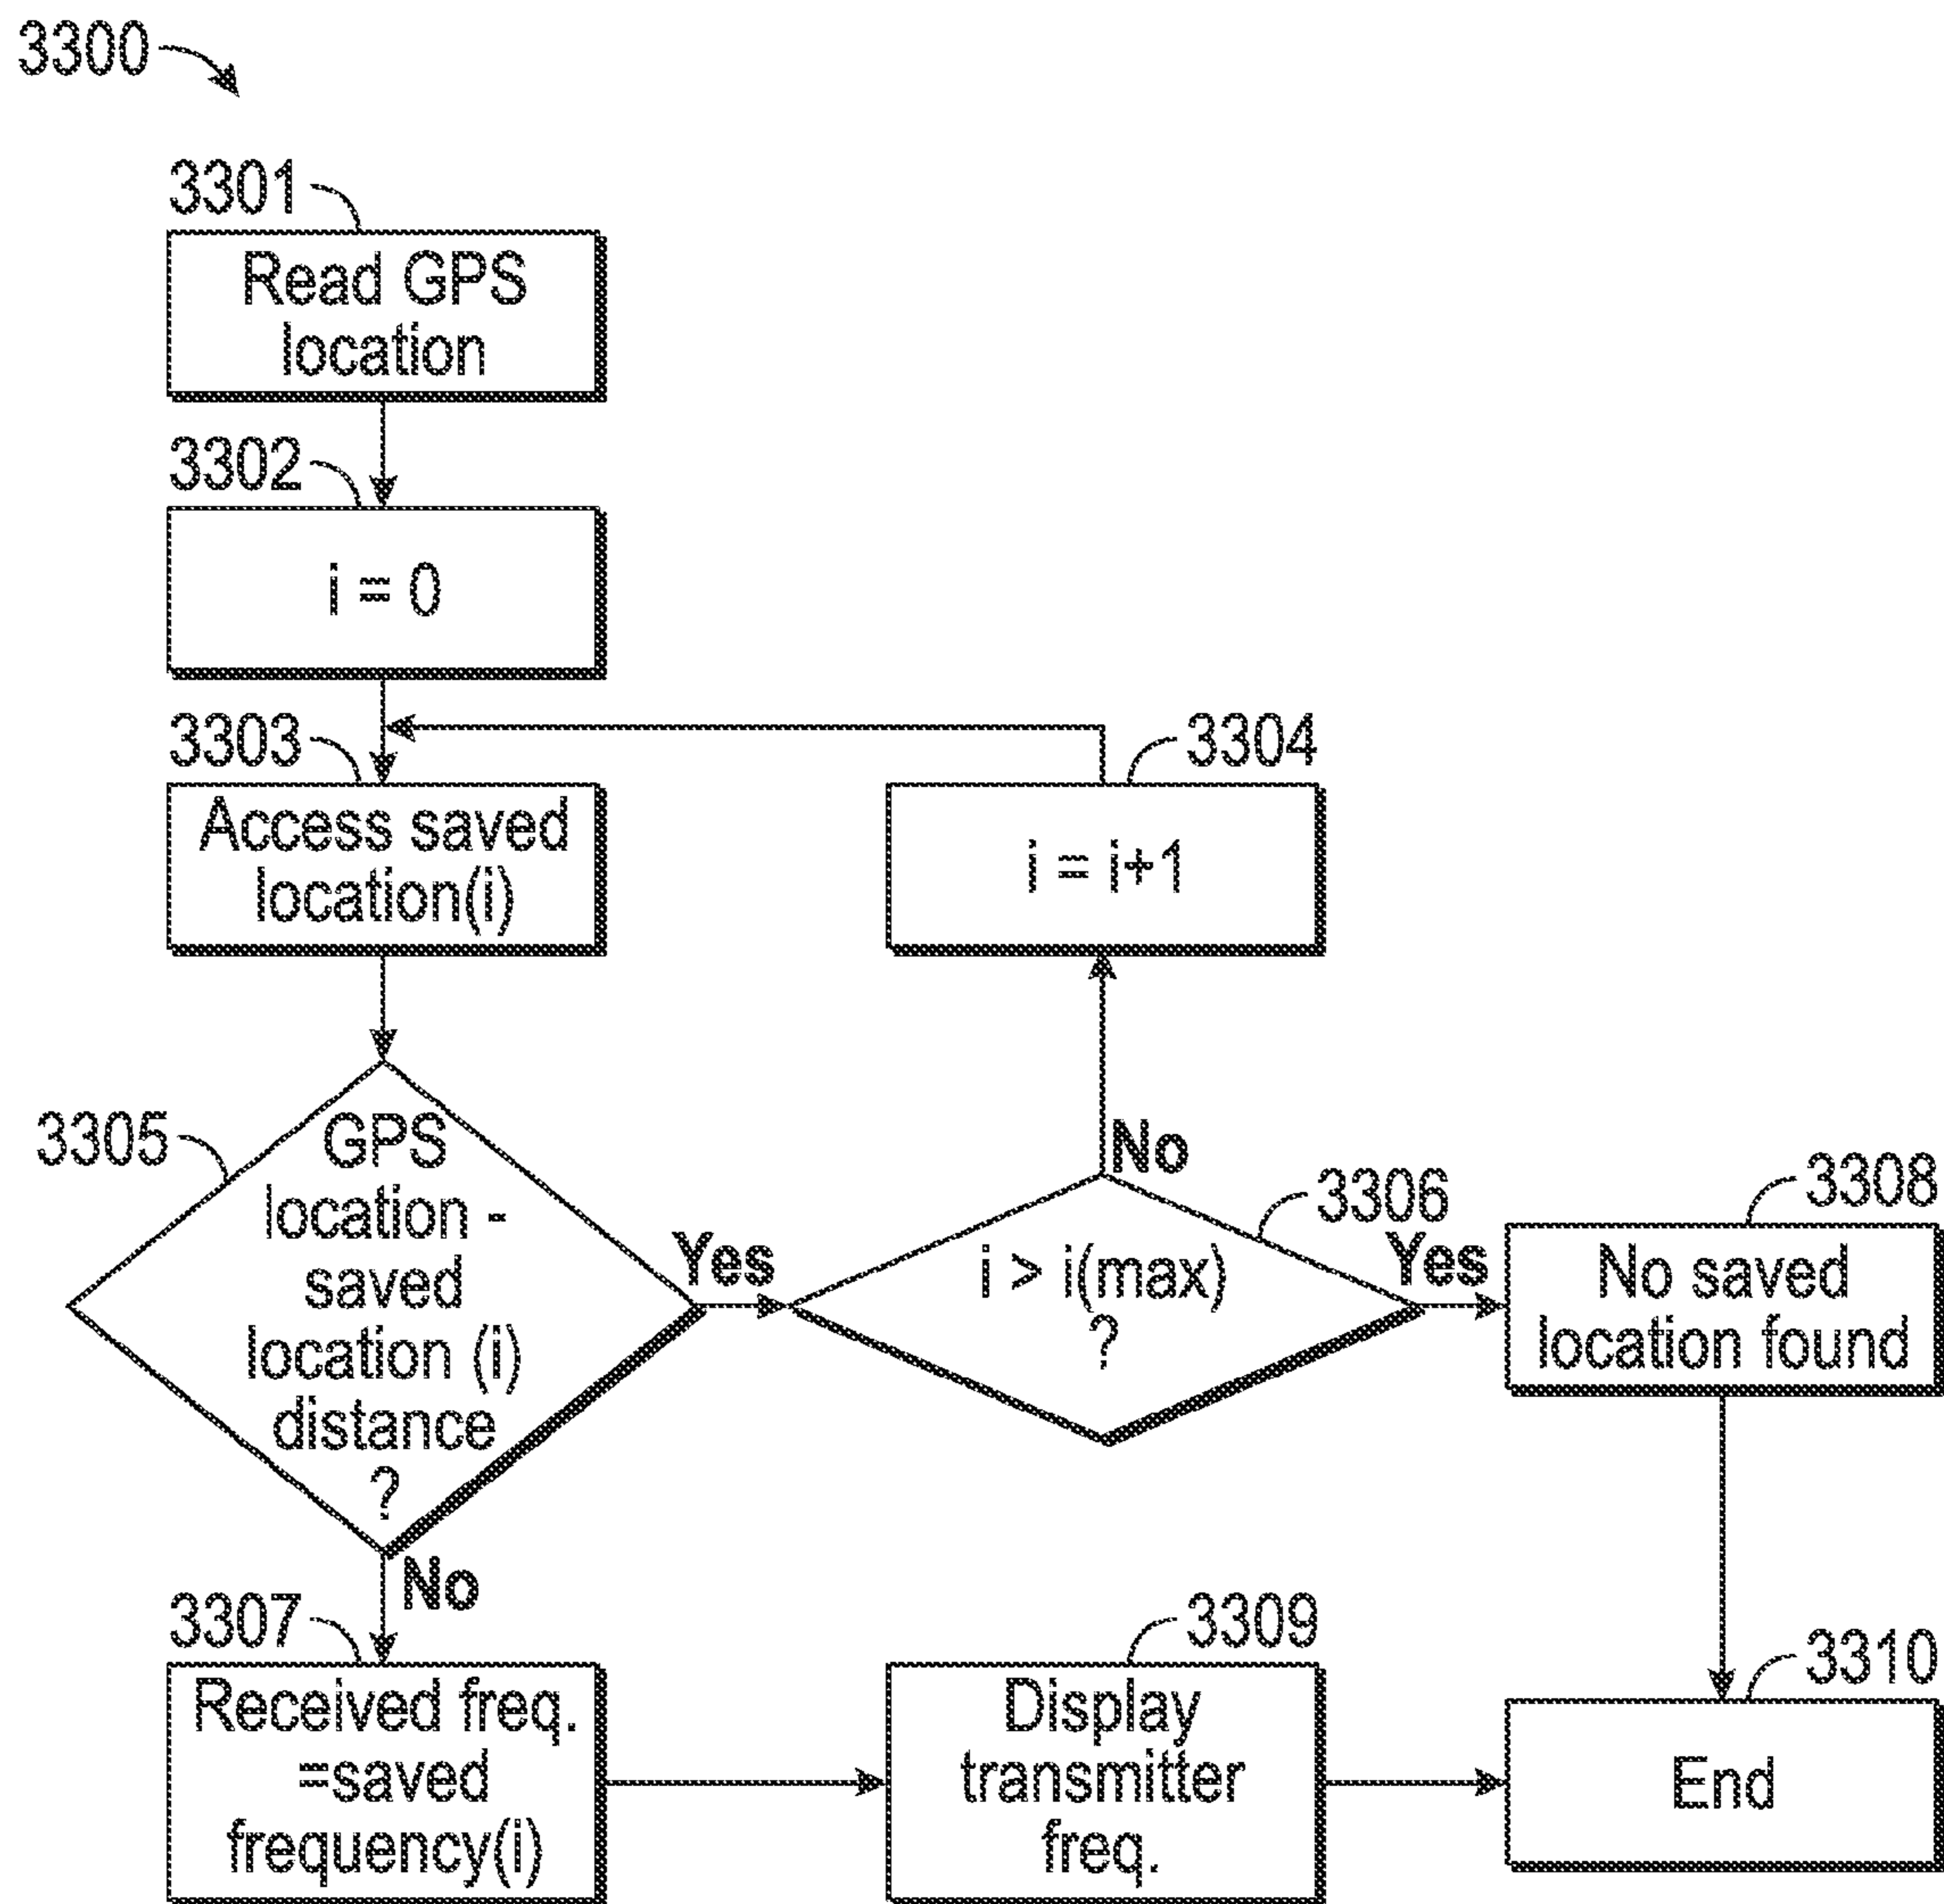 3300
3301
Read GPS
location
3302
i = 0
3303
Access saved
location(i)
3304
i = i+1
3305
GPS
location -
saved
location (i)
distance
?
Yes
No
3306
i > i(max)
?
No
Yes
3308
No saved
location found
3307
Received freq.
=saved
frequency(i)
3309
Display
transmitter
freq.
3310
End